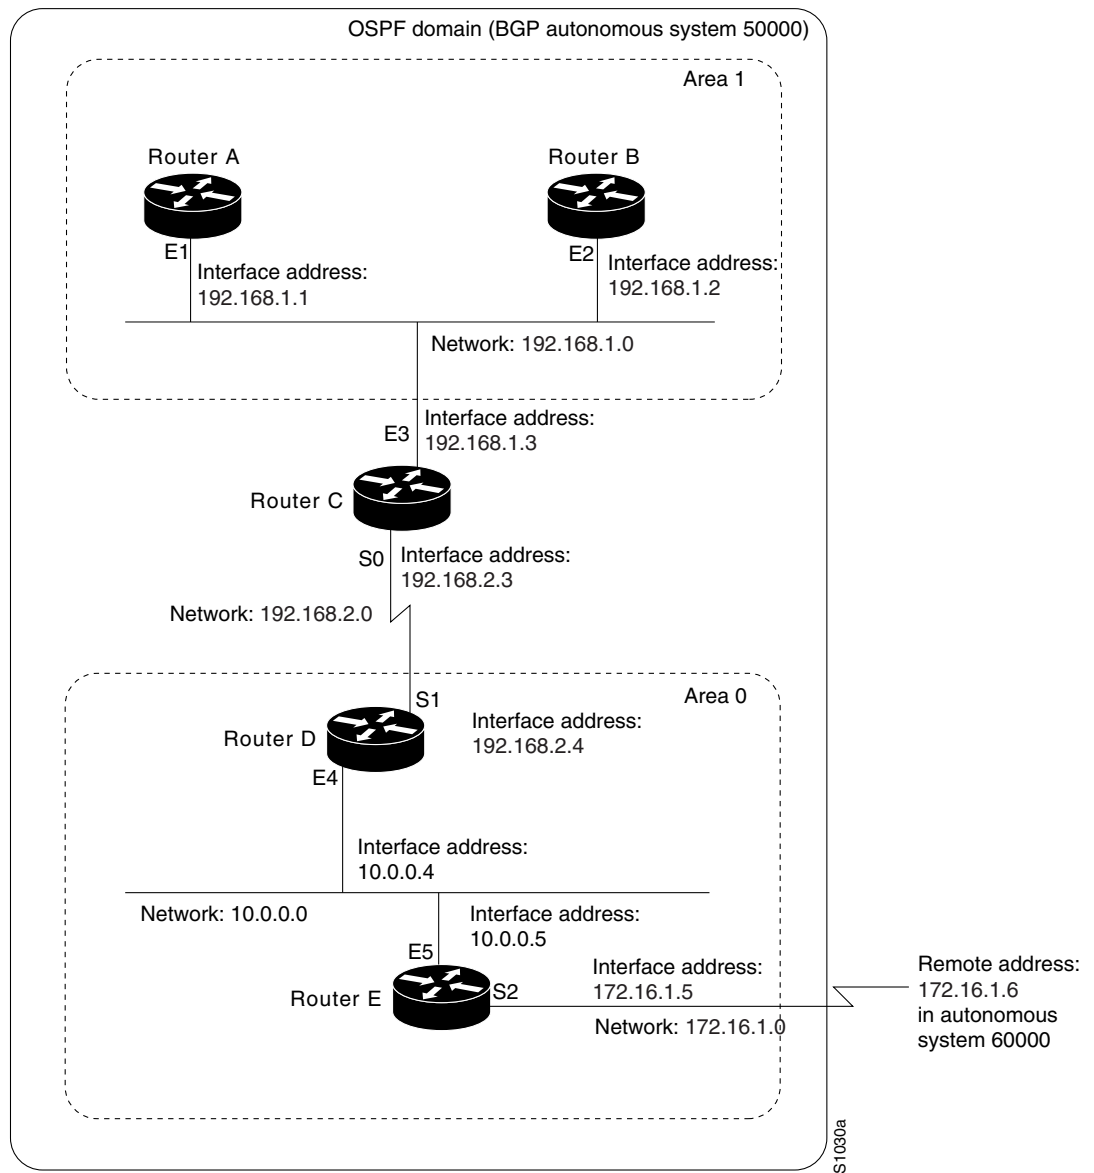 OSPF domain (BGP autonomous system 50000)
Area 1
Router A
Router B
E1
Interface address:
192.168.1.1
E2
Interface address:
192.168.1.2
Network: 192.168.1.0
E3
Interface address:
192.168.1.3
Router C
S0
Interface address:
192.168.2.3
Network: 192.168.2.0
Area 0
S1
Interface address:
192.168.2.4
Router D
E4
Interface address:
10.0.0.4
Network: 10.0.0.0
Interface address:
10.0.0.5
E5
Router E
S2
Interface address:
172.16.1.5
Network: 172.16.1.0
Remote address:
172.16.1.6
in autonomous
system 60000
S1030a